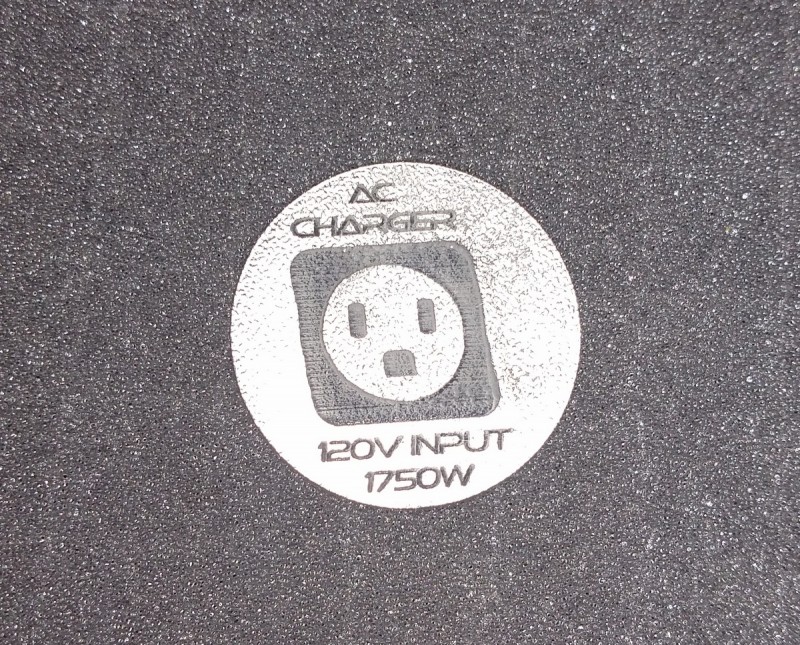 AC
CHARGER
120V INPUT
1750W